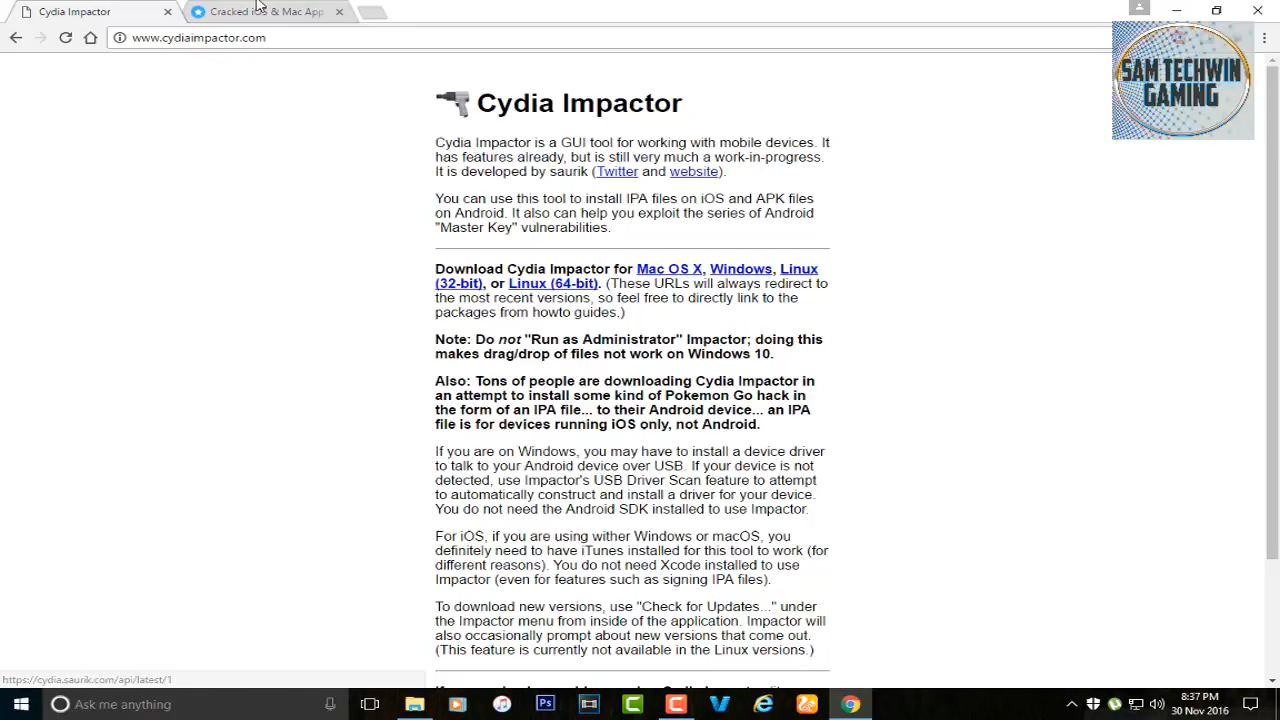 Cydia Impactor
Cracked iOS & Mac App
www.cydiaimpactor.com
SAM TECHWIN
GAMING
Cydia Impactor
Cydia Impactor is a GUI tool for working with mobile devices. It
has features already, but is still very much a work-in-progress.
It is developed by saurik (Twitter and website).
You can use this tool to install IPA files on iOS and APK files
on Android. It also can help you exploit the series of Android
"Master Key" vulnerabilities.
Download Cydia Impactor for Mac OS X, Windows, Linux
(32-bit), or Linux (64-bit). (These URLs will always redirect to
the most recent versions, so feel free to directly link to the
packages from howto guides.)
Note: Do not "Run as Administrator" Impactor; doing this
makes drag/drop of files not work on Windows 10.
Also: Tons of people are downloading Cydia Impactor in
an attempt to install some kind of Pokemon Go hack in
the form of an IPA file... to their Android device... an IPA
file is for devices running iOS only, not Android.
If you are on Windows, you may have to install a device driver
to talk to your Android device over USB. If your device is not
detected, use Impactor's USB Driver Scan feature to attempt
to automatically construct and install a driver for your device.
You do not need the Android SDK installed to use Impactor.
For iOS, if you are using wither Windows or macOS, you
definitely need to have iTunes installed for this tool to work (for
different reasons). You do not need Xcode installed to use
Impactor (even for features such as signing IPA files).
To download new versions, use "Check for Updates..." under
the Impactor menu from inside of the application. Impactor will
also occasionally prompt about new versions that come out.
(This feature is currently not available in the Linux versions.)
https://cydia.saurik.com/api/latest/1
Ask me anything
Ps
8:37 PM
30 Nov 2016